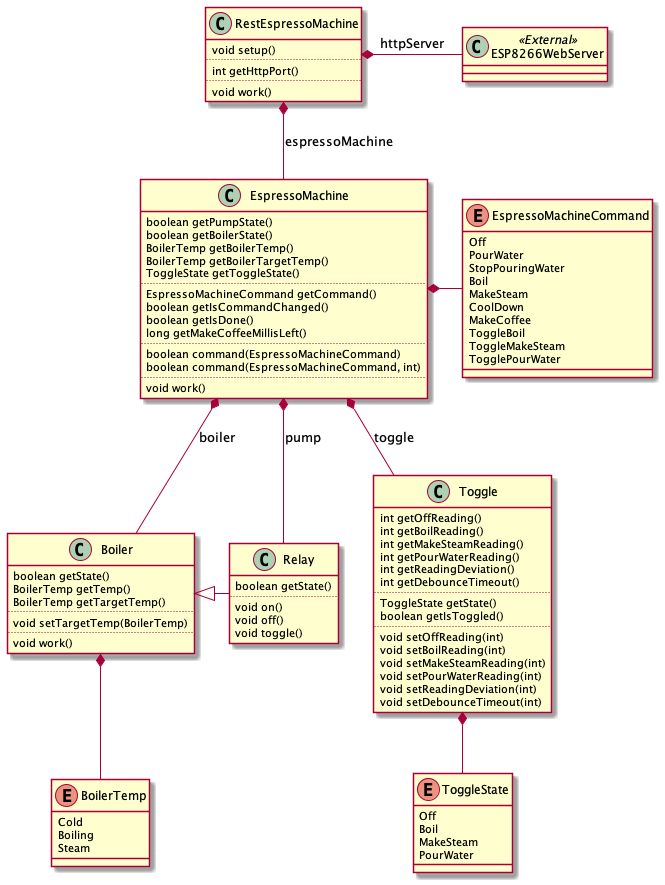 C RestEspressoMachine
void setup()
int getHttpPort()
void work()
httpServer
C «External»
ESP8266WebServer
espressoMachine
C EspressoMachine
boolean getPumpState()
boolean getBoilerState()
BoilerTemp getBoilerTemp()
BoilerTemp getBoilerTargetTemp()
ToggleState getToggleState()
EspressoMachineCommand getCommand()
boolean getIsCommandChanged()
boolean getIsDone()
long getMakeCoffeeMillisLeft()
boolean command(EspressoMachineCommand)
boolean command(EspressoMachineCommand, int)
void work()
E EspressoMachineCommand
Off
PourWater
StopPouringWater
Boil
MakeSteam
CoolDown
MakeCoffee
ToggleBoil
ToggleMakeSteam
TogglePourWater
boiler
pump
toggle
C Boiler
boolean getState()
BoilerTemp getTemp()
BoilerTemp getTargetTemp()
void setTargetTemp(BoilerTemp)
void work()
C Relay
boolean getState()
void on()
void off()
void toggle()
C Toggle
int getOffReading()
int getBoilReading()
int getMakeSteamReading()
int getPourWaterReading()
int getReadingDeviation()
int getDebounceTimeout()
ToggleState getState()
boolean getIsToggled()
void setOffReading(int)
void setBoilReading(int)
void setMakeSteamReading(int)
void setPourWaterReading(int)
void setReadingDeviation(int)
void setDebounceTimeout(int)
E BoilerTemp
Cold
Boiling
Steam
E ToggleState
Off
Boil
MakeSteam
PourWater